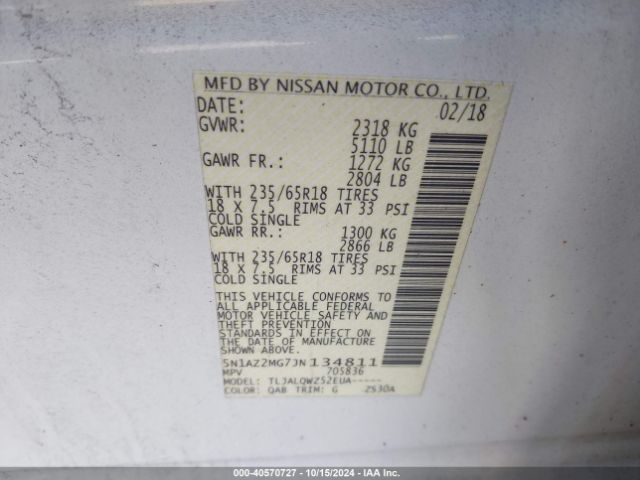 MFD BY NISSAN MOTOR CO., LTD.
DATE: 02/18
GVWR: 2318 KG
5110 LB
GAWR FR.: 1272 KG
2804 LB
WITH 235/65R18 TIRES
18 X 7.5 RIMS AT 33 PSI
COLD SINGLE
GAWR RR.: 1300 KG
2866 LB
WITH 235/65R18 TIRES
18 X 7.5 RIMS AT 33 PSI
COLD SINGLE
THIS VEHICLE CONFORMS TO
ALL APPLICABLE FEDERAL
MOTOR VEHICLE SAFETY AND
THEFT PREVENTION
STANDARDS IN EFFECT ON
THE DATE OF MANUFACTURE
SHOWN ABOVE.
5N1AZ2MG7JN134811
MPV 705836
MODEL: TLJALQWZ52EUA-----
COLOR: QAB TRIM: G ZS30A
000-40570727 - 10/15/2024 - IAA Inc.